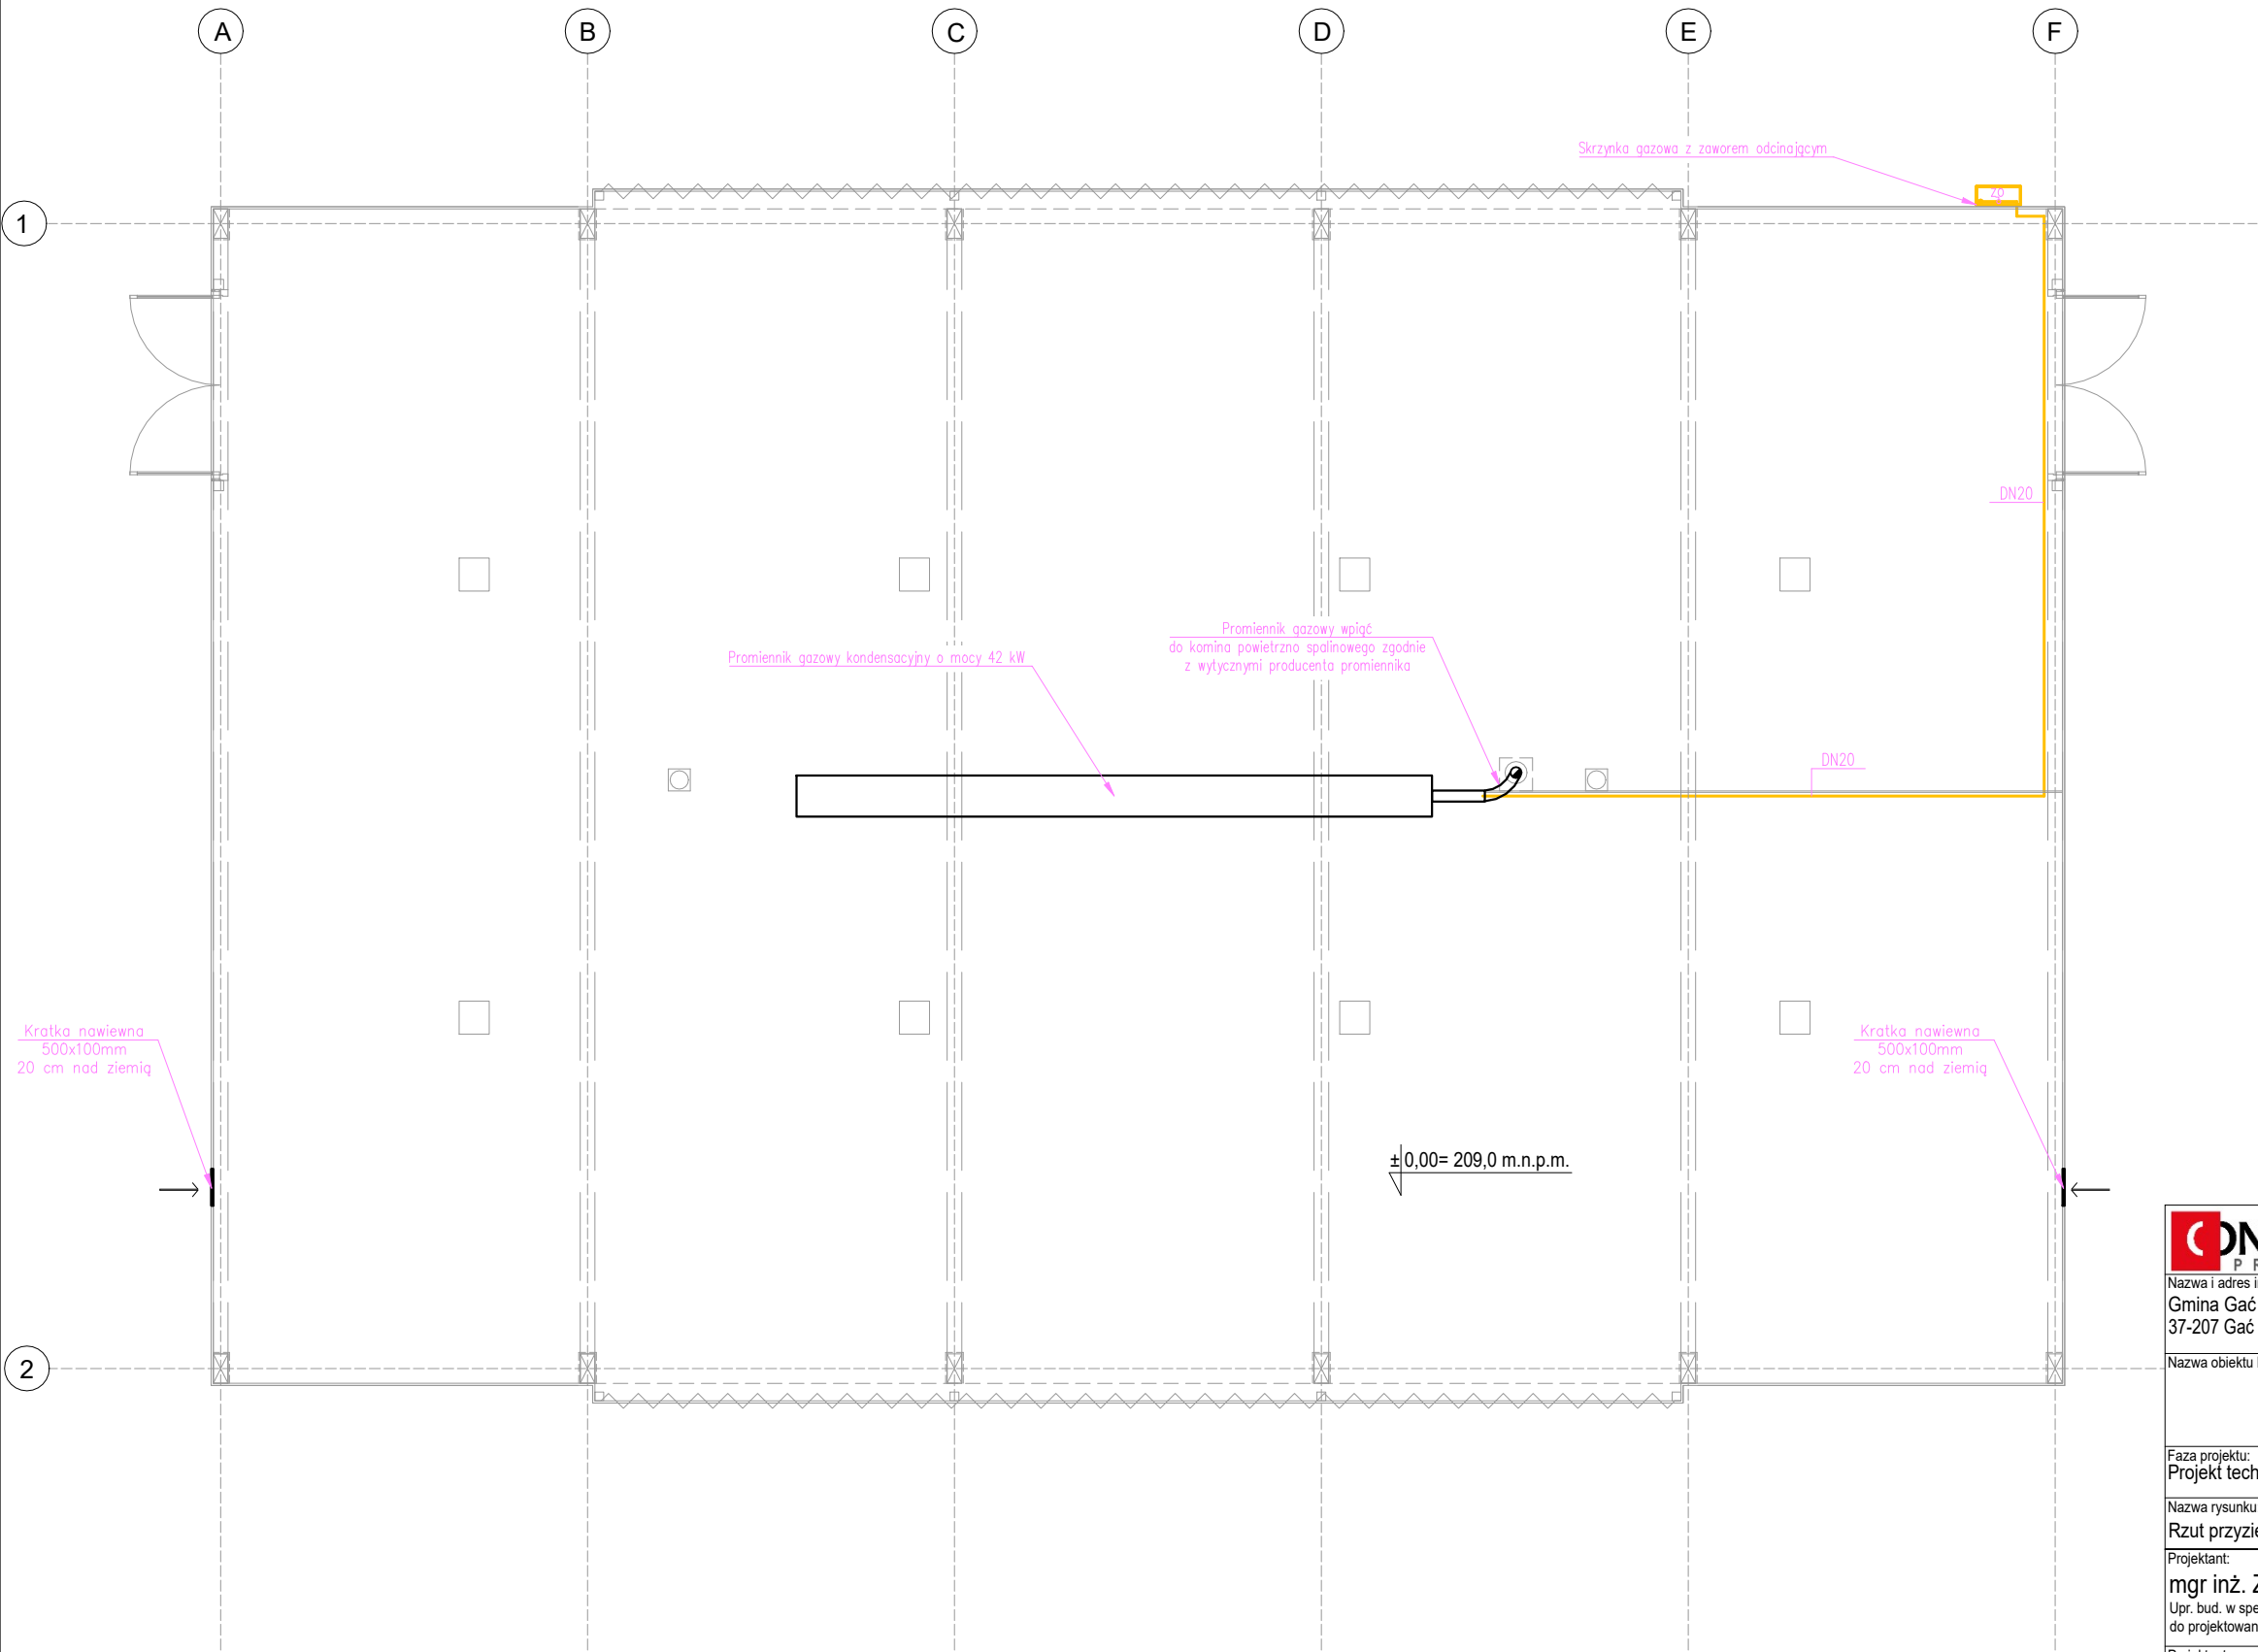 A
B
C
D
E
F
1
Skrzynka gazowa z zaworem odcinającym
ZO
DN20
Promiennik gazowy kondensacyjny o mocy 42 kW
Promiennik gazowy wpiąć
do komina powietrzno spalinowego zgodnie
z wytycznymi producenta promiennika
DN20
Kratka nawiewna
500x100mm
20 cm nad ziemią
Kratka nawiewna
500x100mm
20 cm nad ziemią
±0,00= 209,0 m.n.p.m.
2
Nazwa i adres
Gmina Gać
37-207 Gać
Nazwa obiektu
Faza projektu:
Projekt tech
Nazwa rysunku
Rzut przyzie
Projektant:
mgr inż. Z
Upr. bud. w spe
do projektowan